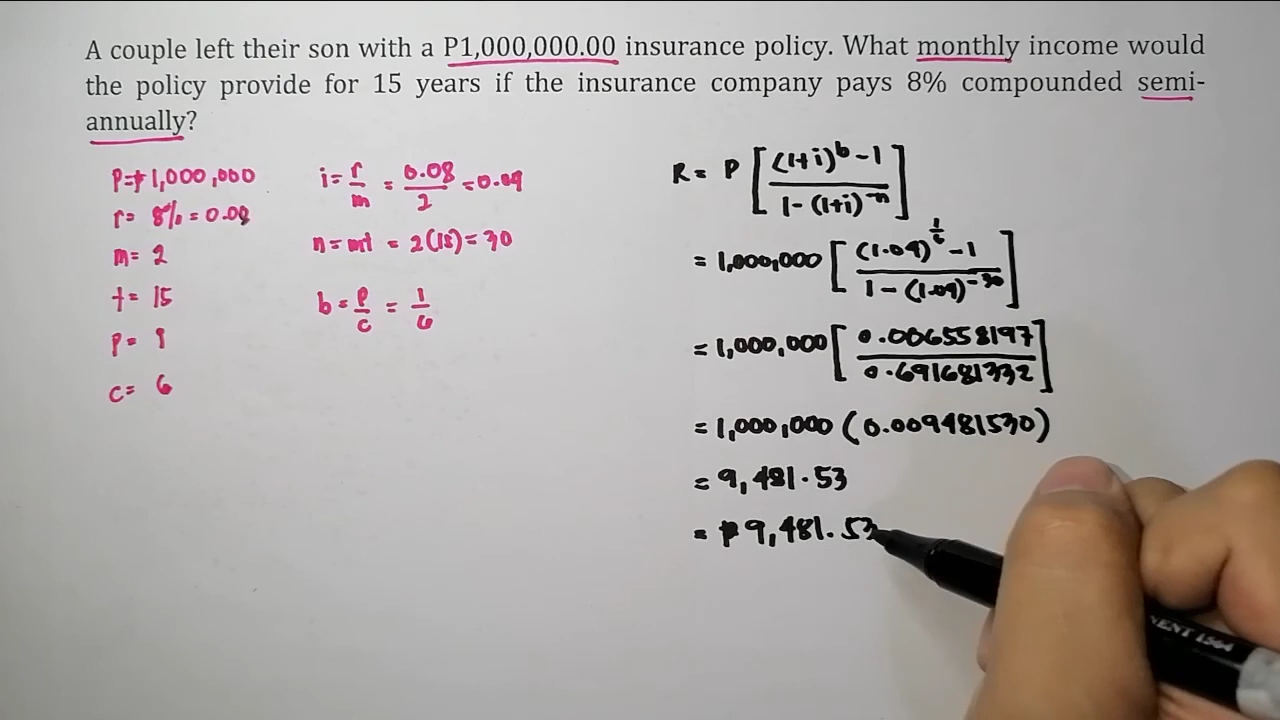 A couple left their son with a P1,000,000.00 insurance policy. What monthly income would
the policy provide for 15 years if the insurance company pays 8% compounded semi-
annually?
P=₱1,000,000
r= 8% = 0.08
m= 2
t= 15
p= 1
c= 6
i = r/m = 0.08/2 = 0.04
n = mt = 2(15) = 30
b = p/c = 1/6
R = P [ (1+i)^b - 1 / 1-(1+i)^-n ]
= 1,000,000 [ (1.04)^1/6 - 1 / 1-(1.04)^-30 ]
= 1,000,000 [ 0.006558197 / 0.691681332 ]
= 1,000,000 (0.009481530)
= 9,481.53
= ₱9,481.53
NENT 1564